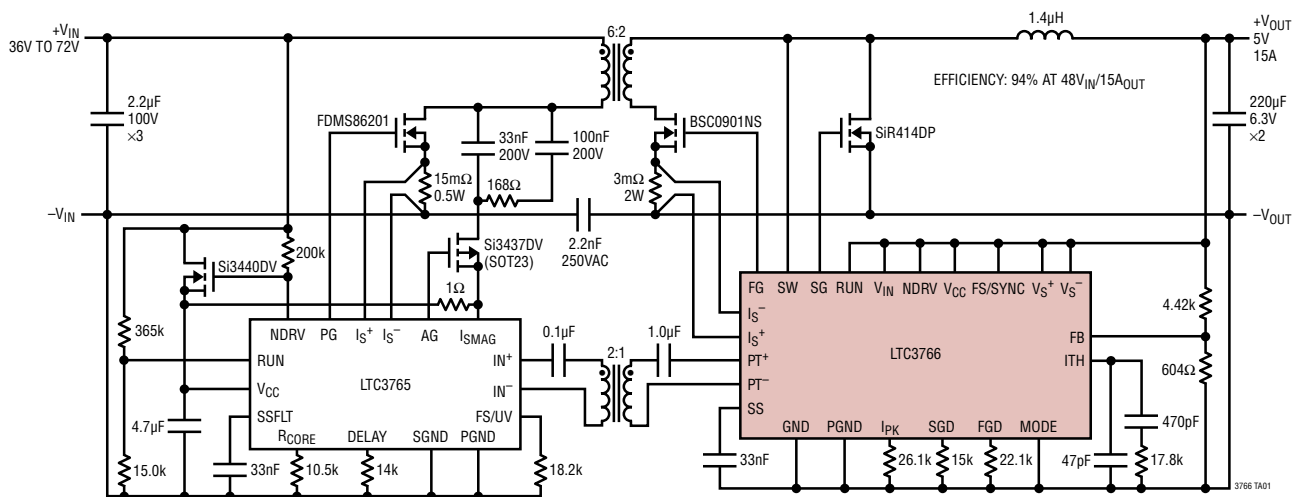 +VIN
36V TO 72V
2.2µF
100V
×3
FDMS86201
33nF
200V
100nF
200V
6:2
15mΩ
0.5W
168Ω
–VIN
2.2nF
250VAC
BSC0901NS
3mΩ
2W
1.4µH
+VOUT
5V
15A
EFFICIENCY: 94% AT 48VIN/15AOUT
SiR414DP
220µF
6.3V
×2
–VOUT
Si3440DV
200k
Si3437DV
(SOT23)
1Ω
365k
15.0k
4.7µF
NDRV PG IS+ IS– AG ISMAG
RUN
VCC
SSFLT
LTC3765
IN+
IN–
FS/UV
RCORE DELAY SGND PGND
33nF
10.5k
14k
18.2k
0.1µF
2:1
1.0µF
FG SW SG RUN VIN NDRV VCC FS/SYNC VS+ VS–
IS–
IS+
PT+
PT–
SS
LTC3766
FB
ITH
GND PGND IPK SGD FGD MODE
33nF
26.1k
15k
22.1k
4.42k
604Ω
470pF
47pF
17.8k
3766 TA01